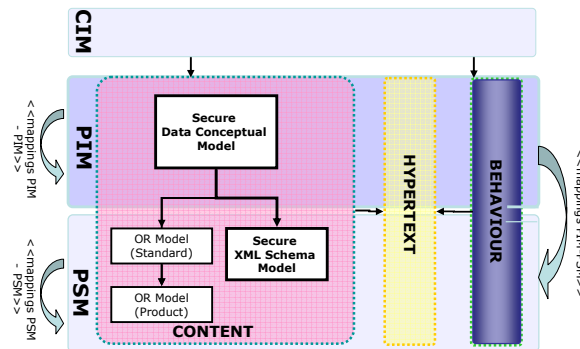 CIM
<<mappings PIM
- PIM>>
PIM
Secure
Data Conceptual
Model
HYPERTEXT
BEHAVIOUR
<<mappings PSM
- PSM>>
PSM
OR Model
(Standard)
Secure
XML Schema
Model
OR Model
(Product)
CONTENT
<<mappings